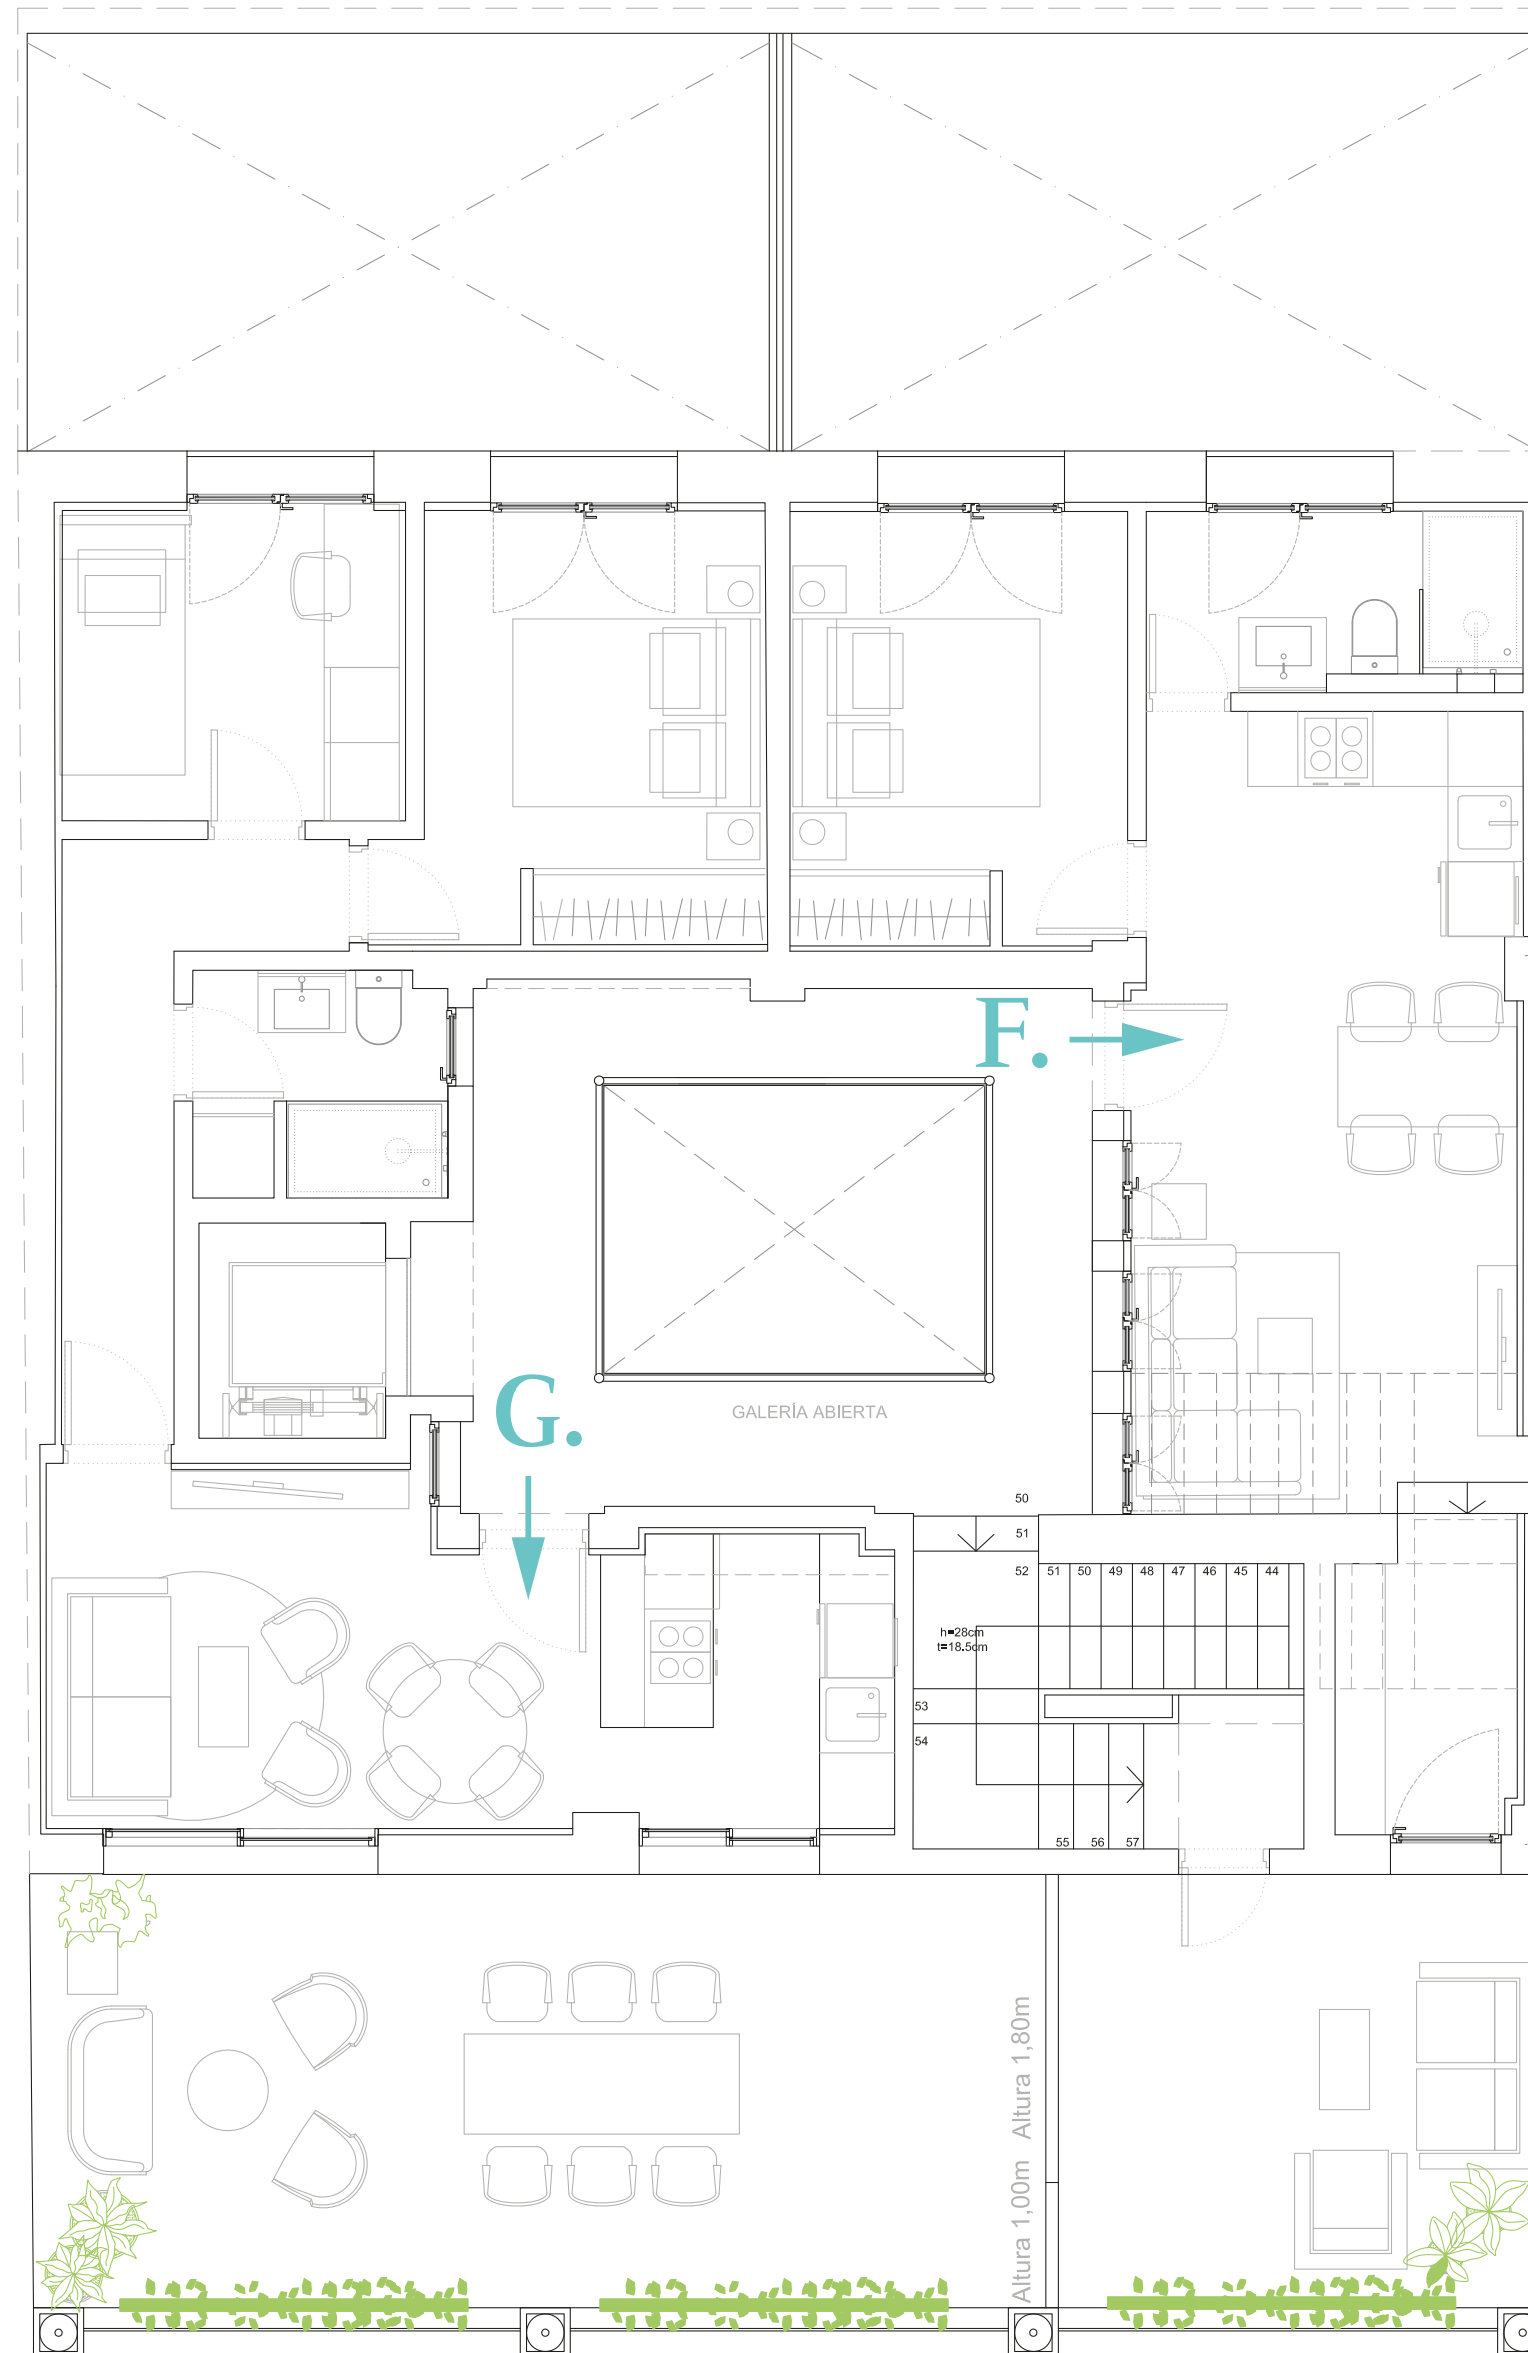 F.
G.
GALERÍA ABIERTA
50
51
52
51 50 49 48 47 46 45 44
h=28cm
t=18.5cm
53
54
55 56 57
Altura 1,00m Altura 1,80m